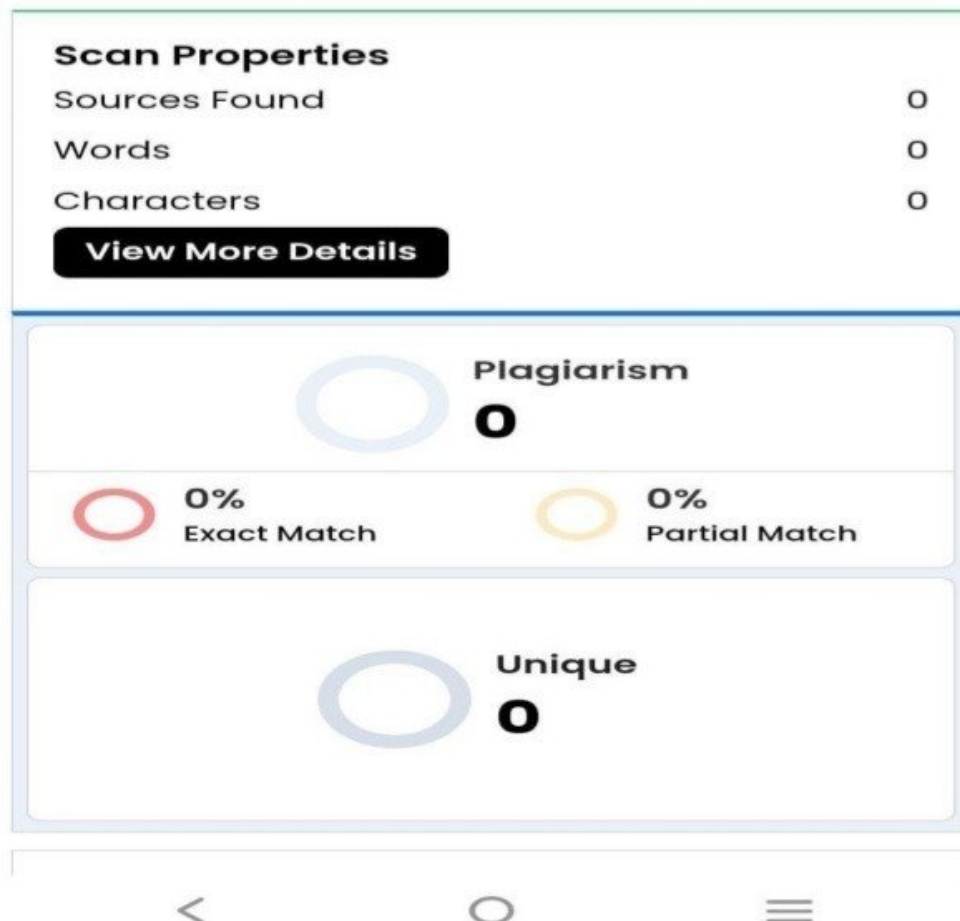 Scan Properties
Sources Found 0
Words 0
Characters 0
View More Details
Plagiarism
0
0%
Exact Match
0%
Partial Match
Unique
0